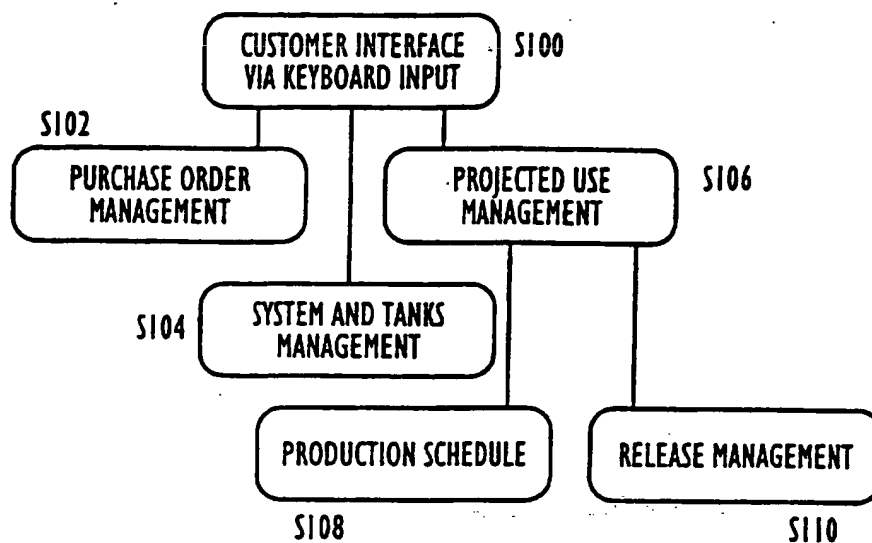 CUSTOMER INTERFACE
VIA KEYBOARD INPUT
S100
S102
PURCHASE ORDER
MANAGEMENT
PROJECTED USE
MANAGEMENT
S106
S104
SYSTEM AND TANKS
MANAGEMENT
PRODUCTION SCHEDULE
RELEASE MANAGEMENT
S108
S110